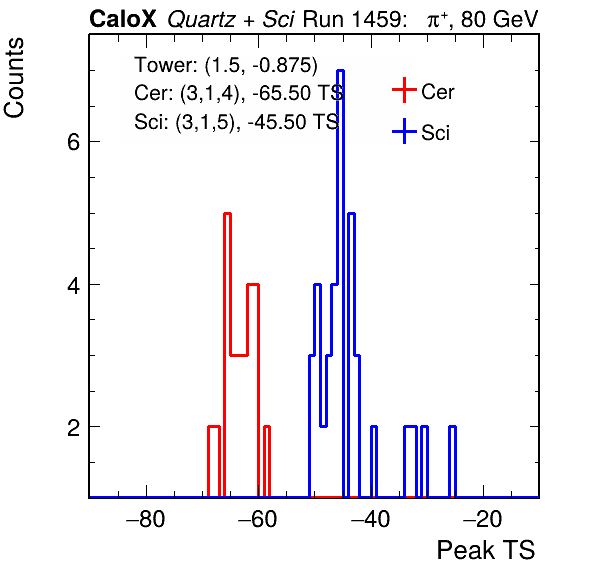 CaloX Quartz + Sci Run 1459: π⁺, 80 GeV
Counts
Tower: (1.5, -0.875)
Cer: (3,1,4), -65.50 TS
Sci: (3,1,5), -45.50 TS
Cer
Sci
6
4
2
−80 −60 −40 −20
Peak TS